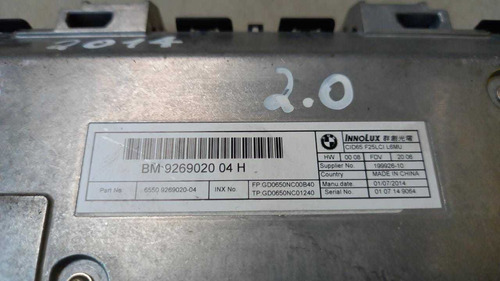 2014
2.0
INNOLUX 群創光電
CID65 F25LCI L6MU
HW 00.08 FOV 20.06
Supplier No 199926-10
Country MADE IN CHINA
Manu.date 01/07/2014
Serial No 01 07 14 9064
BM 9269020 04 H
Part No 6550 9269020-04 INX No
FP:GD0650NC00B40
TP:GD0650NC01240